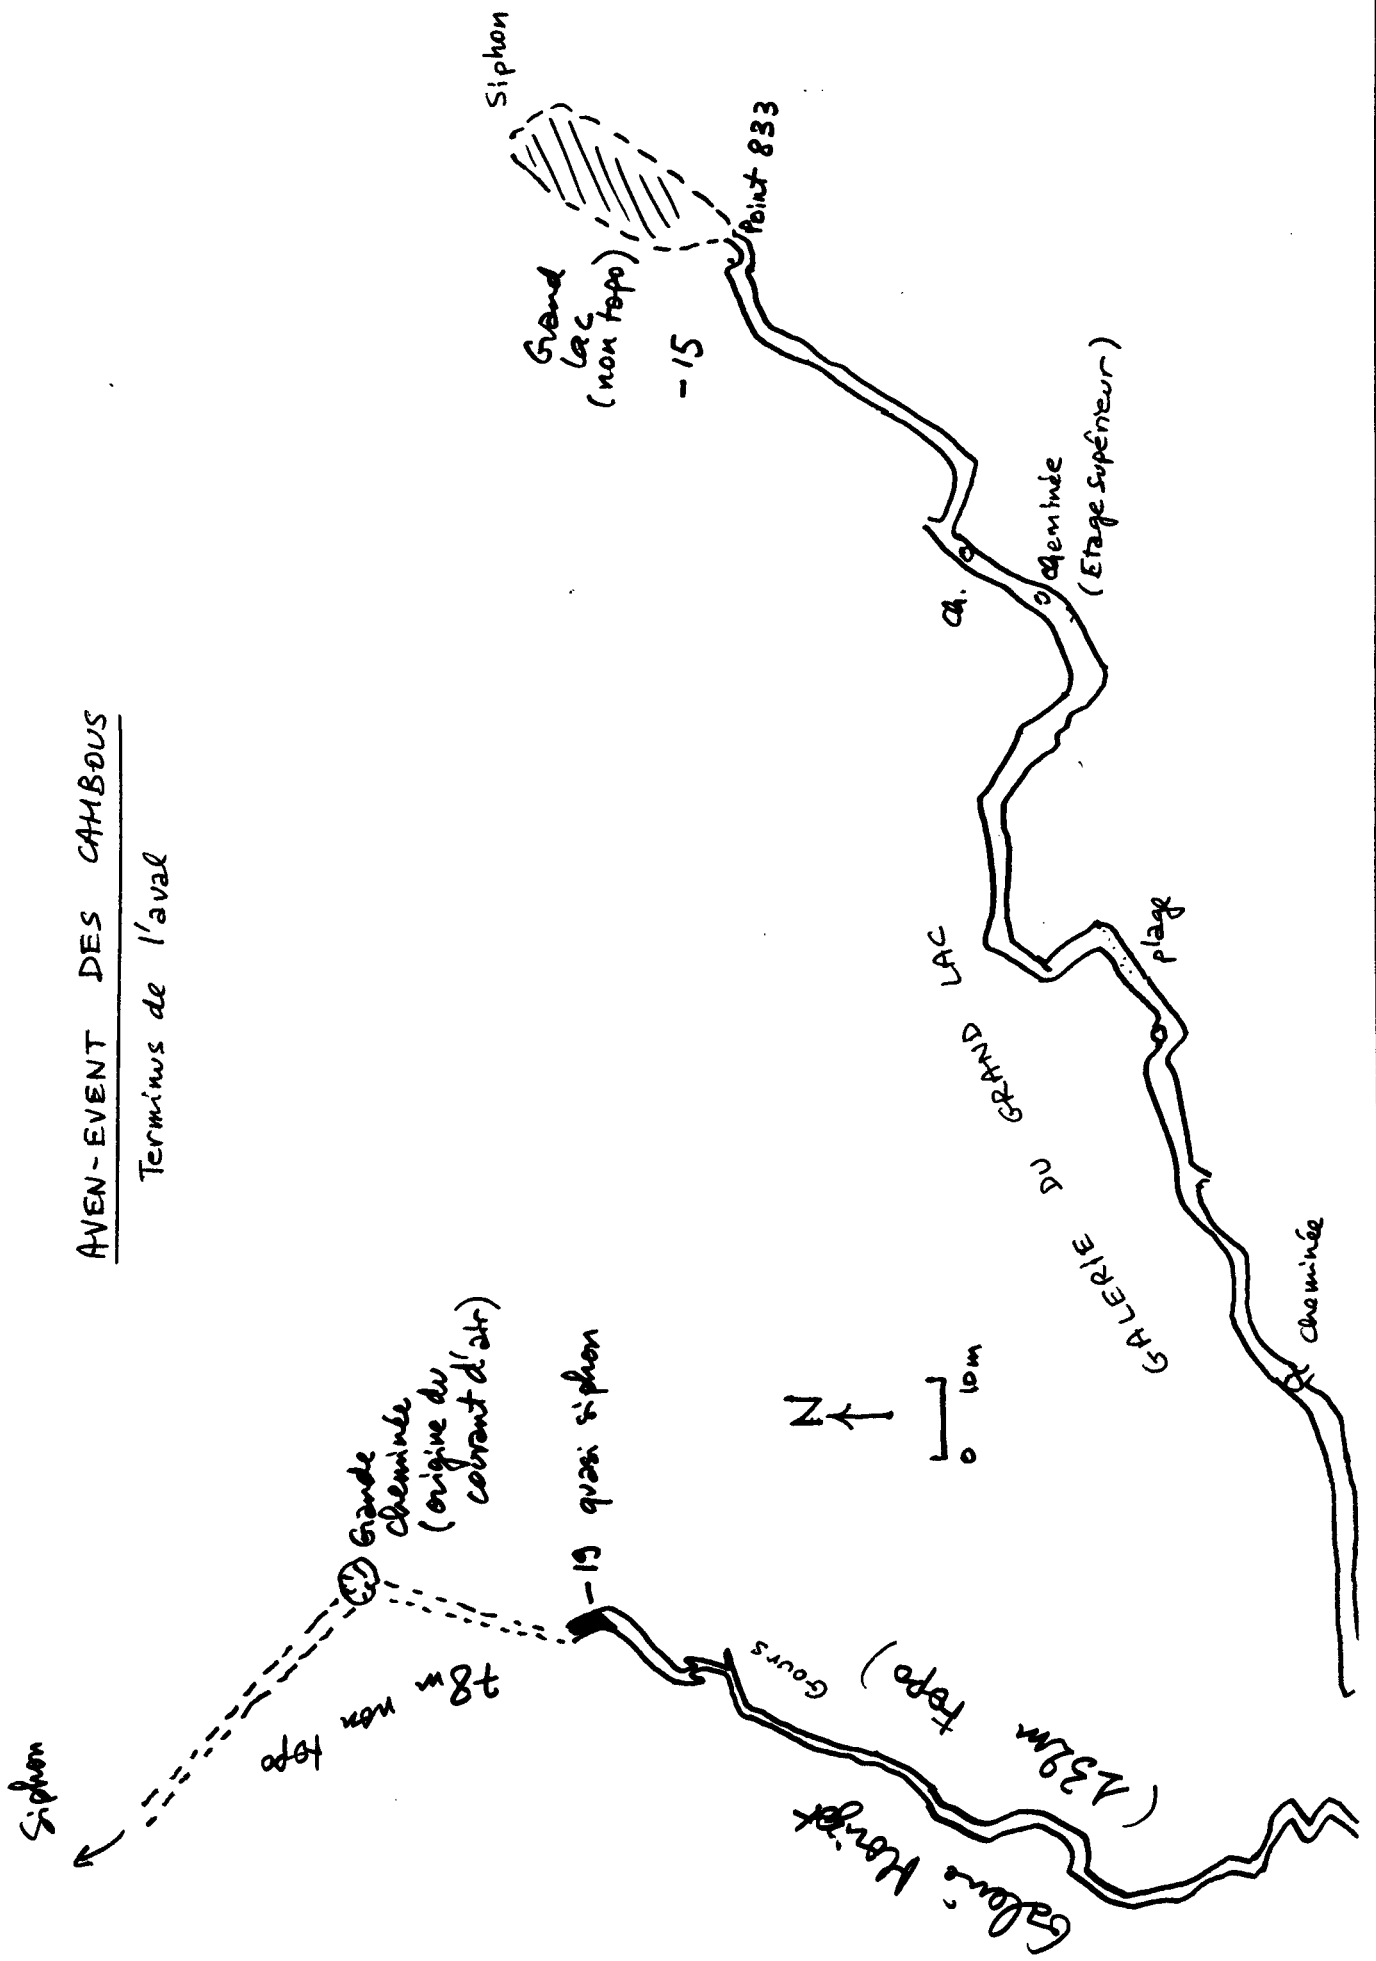 AVEN-EVENT DES CAMBOUS
Terminus de l'aval
Siphon
Grande
cheminée
(origine du
courant d'air)
78 m non topo
-19 quasi siphon
Gours
Galerie
(232m topo)
N
0 10m
GALERIE DU GRAND LAC
cheminée
plage
Ch.
cheminée
(Etage supérieur)
Grand
Lac
(non topo)
-15
Point 833
Siphon